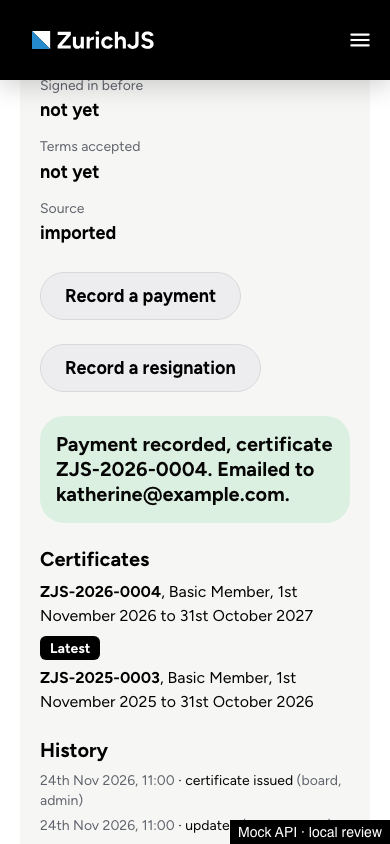 ZurichJS
Signed in before
not yet
Terms accepted
not yet
Source
imported
Record a payment
Record a resignation
Payment recorded, certificate
ZJS-2026-0004. Emailed to
katherine@example.com.
Certificates
ZJS-2026-0004, Basic Member, 1st
November 2026 to 31st October 2027
Latest
ZJS-2025-0003, Basic Member, 1st
November 2025 to 31st October 2026
History
24th Nov 2026, 11:00 · certificate issued (board,
admin)
24th Nov 2026, 11:00 · update
Mock API · local review